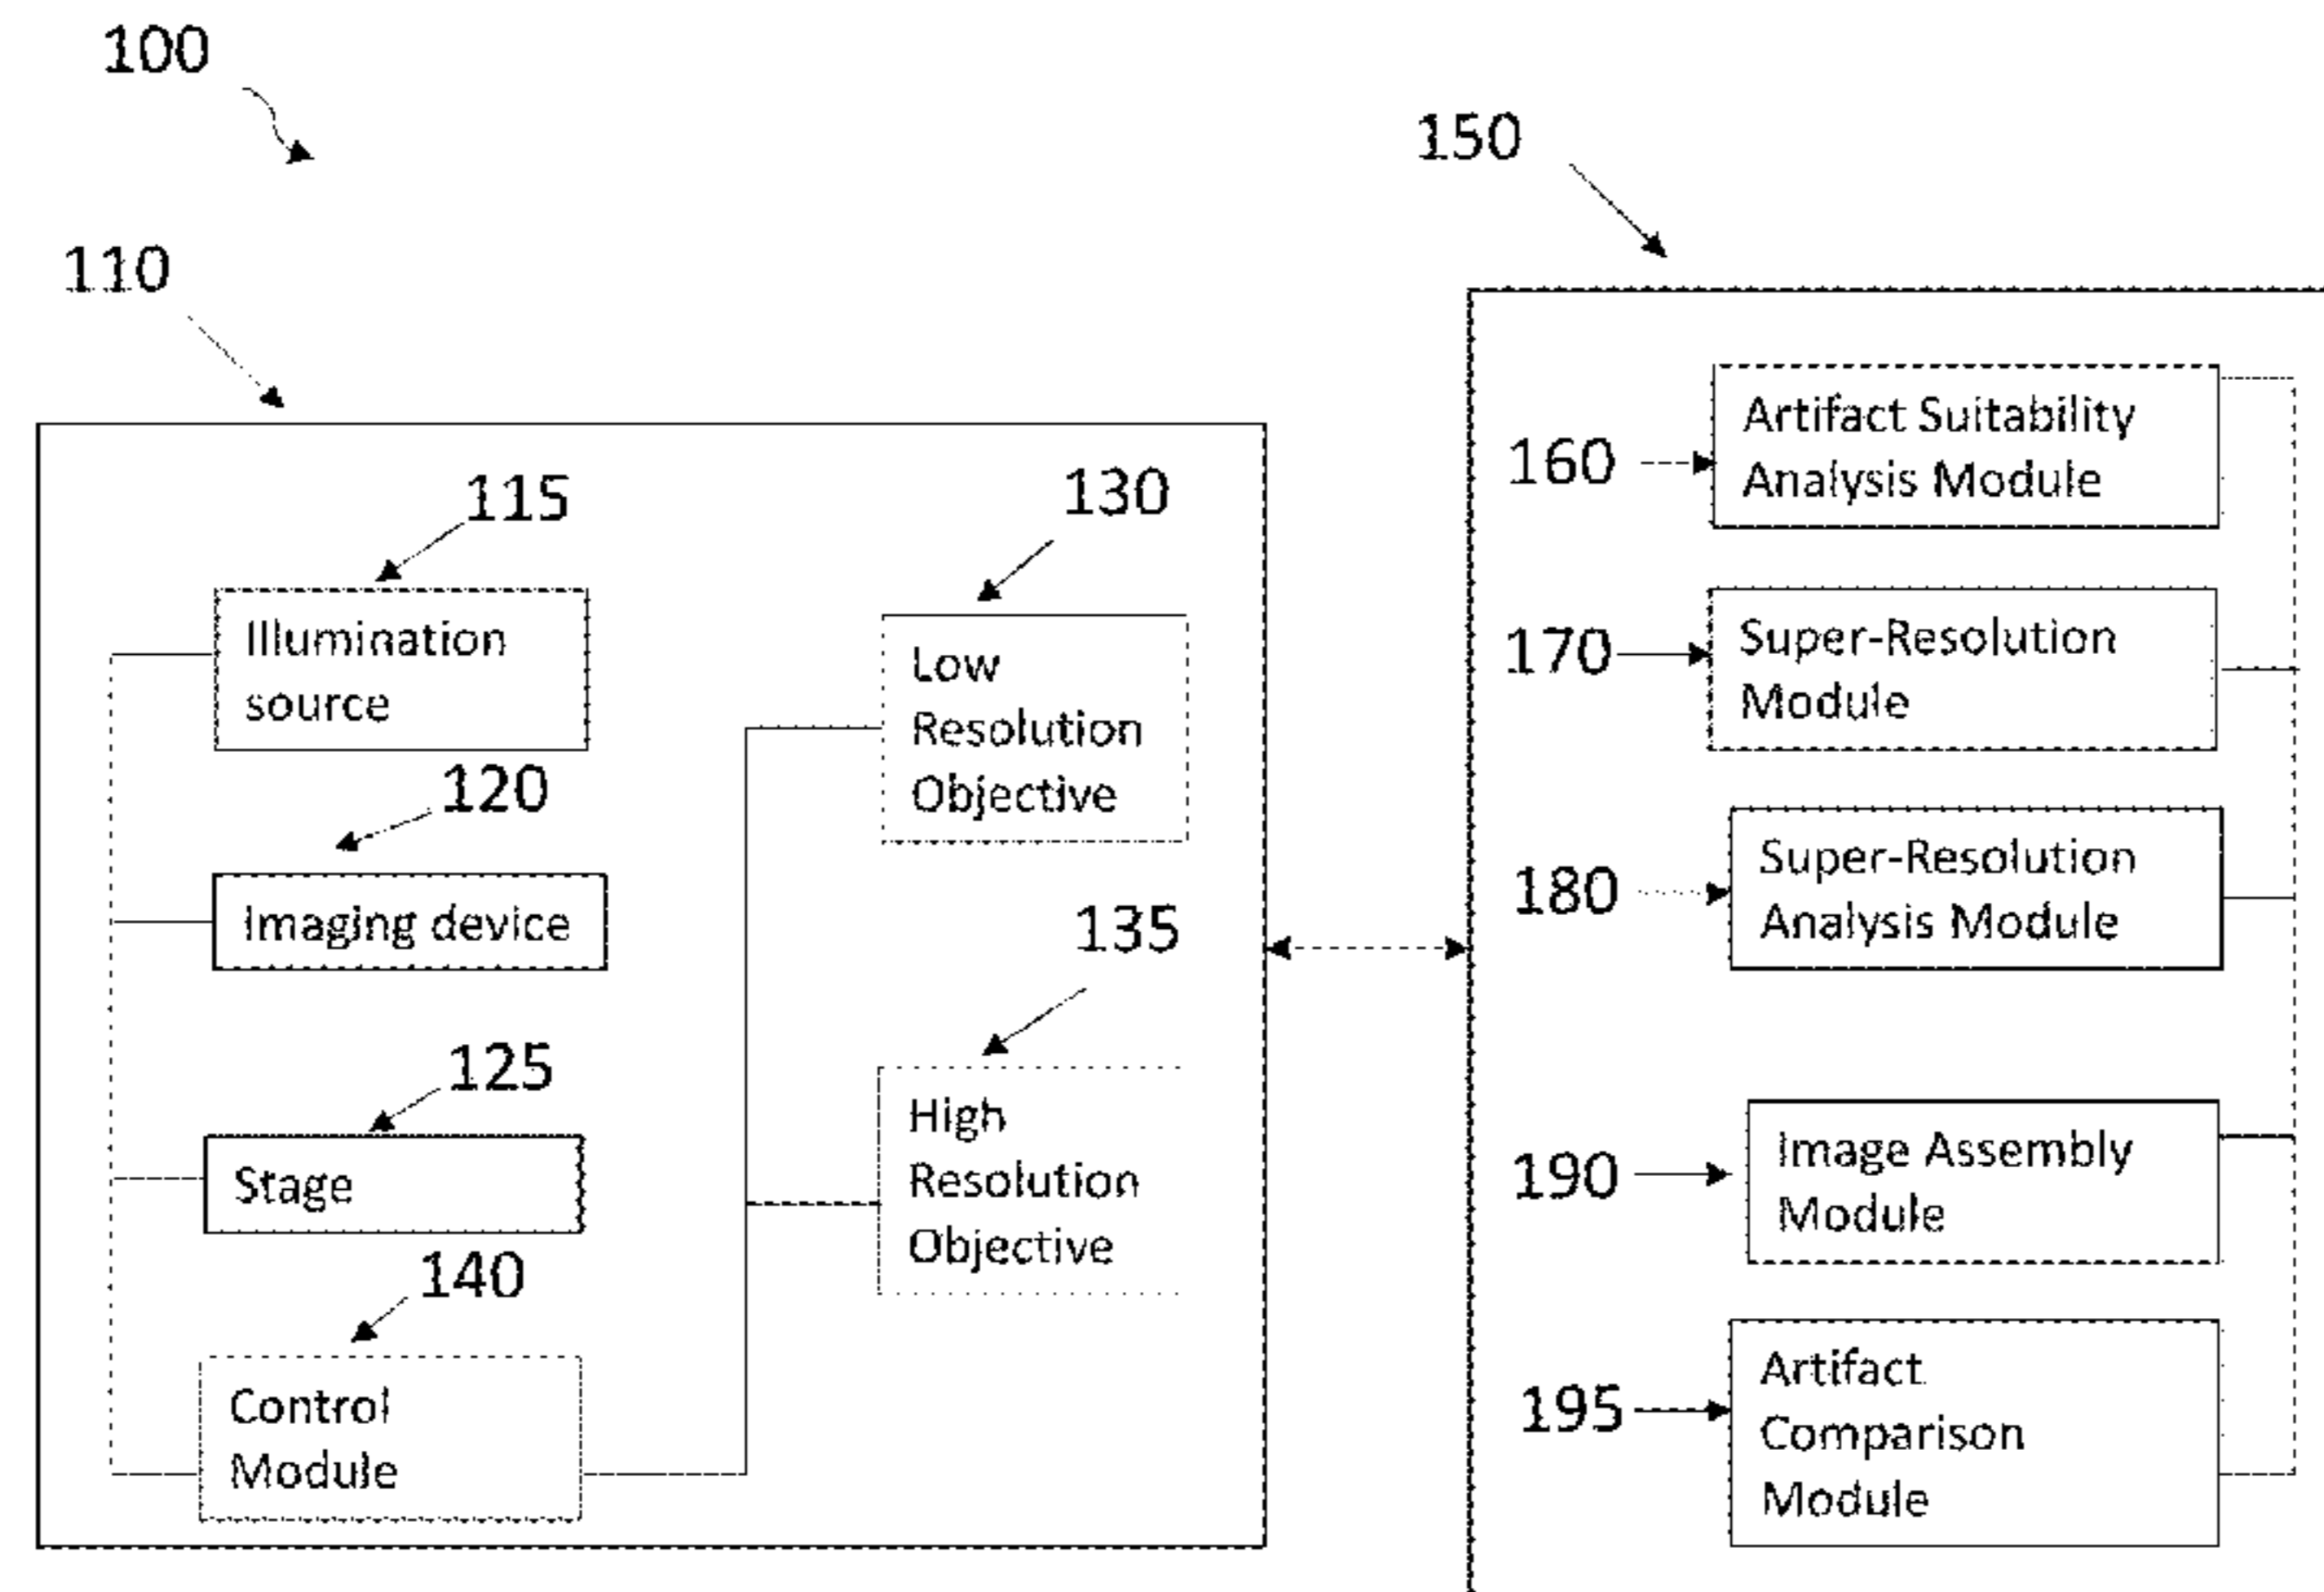 100
150
110
115
Illumination
source
120
Imaging device
125
Stage
140
Control
Module
130
Low
Resolution
Objective
135
High
Resolution
Objective
160
Artifact Suitability
Analysis Module
170
Super-Resolution
Module
180
Super-Resolution
Analysis Module
190
Image Assembly
Module
195
Artifact
Comparison
Module